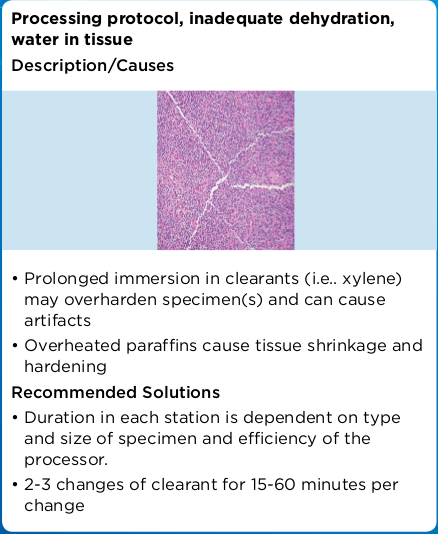 Processing protocol, inadequate dehydration,
water in tissue
Description/Causes
• Prolonged immersion in clearants (i.e.. xylene)
may overharden specimen(s) and can cause
artifacts
• Overheated paraffins cause tissue shrinkage and
hardening
Recommended Solutions
• Duration in each station is dependent on type
and size of specimen and efficiency of the
processor.
• 2-3 changes of clearant for 15-60 minutes per
change